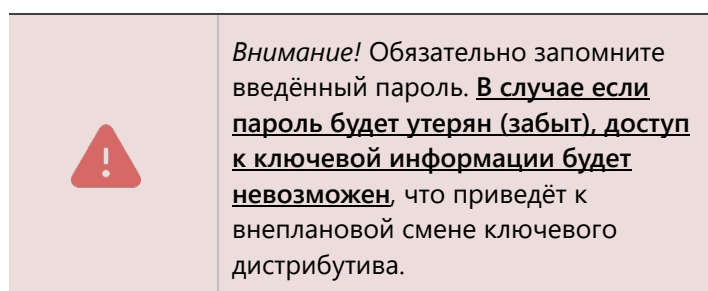 Внимание! Обязательно запомните
введённый пароль. В случае если
пароль будет утерян (забыт), доступ
к ключевой информации будет
невозможен, что приведёт к
внеплановой смене ключевого
дистрибутива.